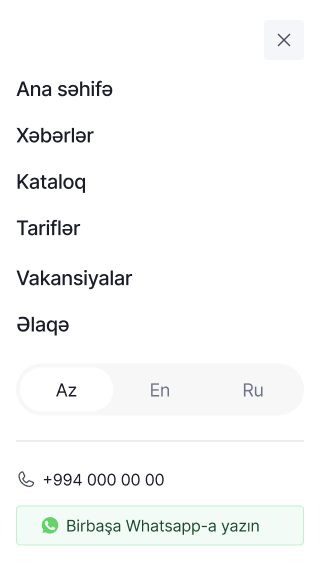 Ana səhifə
Xəbərlər
Kataloq
Tariflər
Vakansiyalar
Əlaqə
Az En Ru
+994 000 00 00
Birbaşa Whatsapp-a yazın